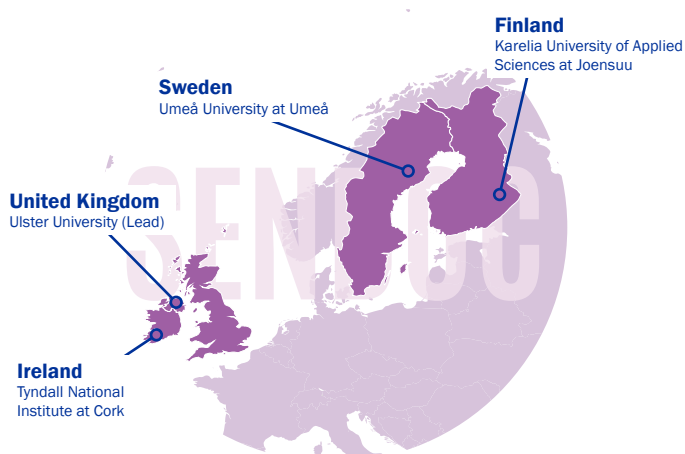 Finland
Karelia University of Applied
Sciences at Joensuu
Sweden
Umeå University at Umeå
SENDOC
United Kingdom
Ulster University (Lead)
Ireland
Tyndall National
Institute at Cork